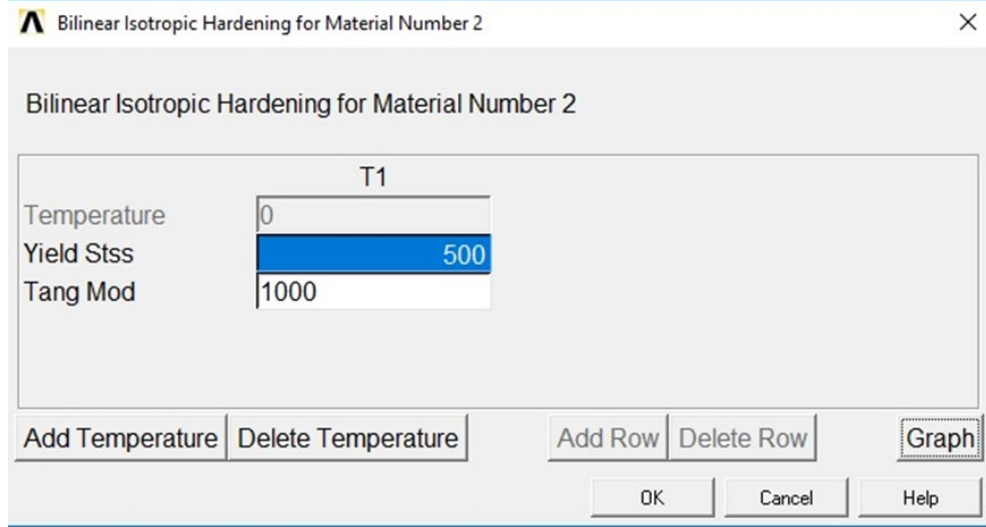 Bilinear Isotropic Hardening for Material Number 2
Bilinear Isotropic Hardening for Material Number 2
T1
Temperature 0
Yield Stss 500
Tang Mod 1000
Add Temperature Delete Temperature Add Row Delete Row Graph
OK Cancel Help